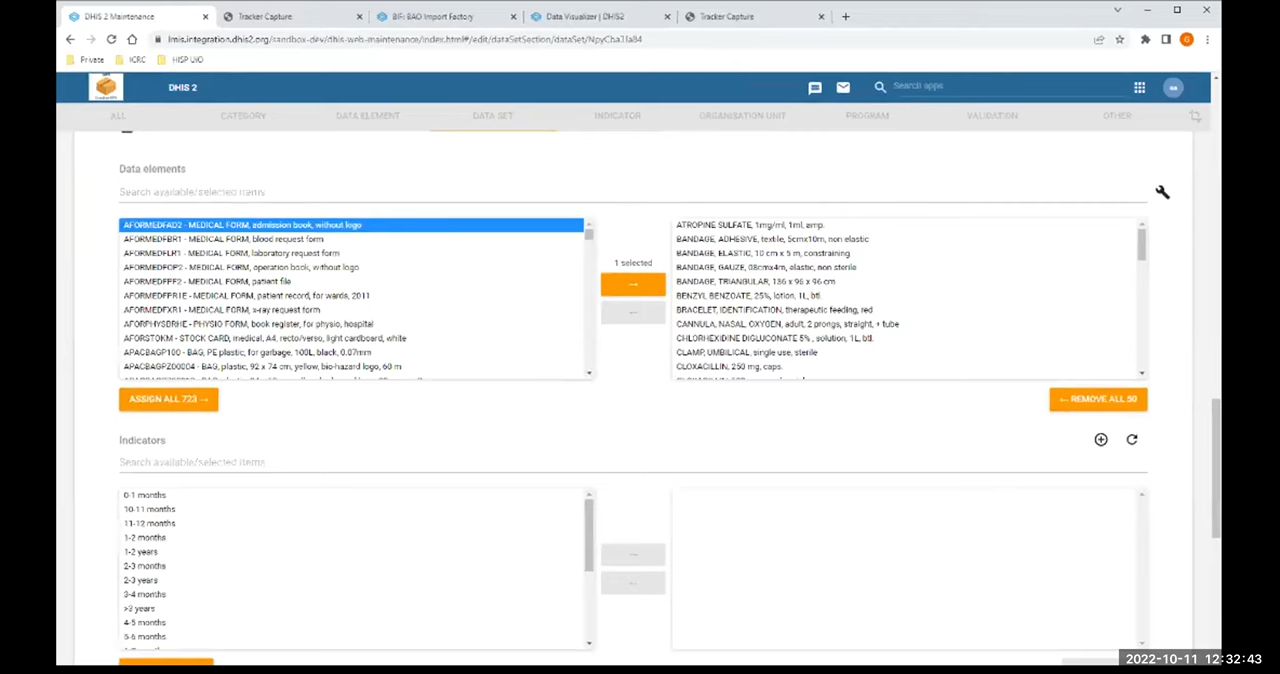 DHIS 2 Maintenance
Tracker Capture
BiFi BAO Import Factory
Data Visualizer | DHIS2
Tracker Capture
lmis.integration.dhis2.org/sandbox-dev/dhis-web-maintenance/index.html#/edit/dataSetSection/dataSet/NpyChaJfa84
Private ICRC HISP UiO
G
DHIS 2
Search apps
ALL CATEGORY DATA ELEMENT DATA SET INDICATOR ORGANISATION UNIT PROGRAM VALIDATION OTHER
Data elements
Search available/selected items
AFORMEDFAD2 - MEDICAL FORM, admission book, without logo
AFORMEDFBR1 - MEDICAL FORM, blood request form
AFORMEDFLR1 - MEDICAL FORM, laboratory request form
AFORMEDFOP2 - MEDICAL FORM, operation book, without logo
AFORMEDFPF2 - MEDICAL FORM, patient file
AFORMEDFPR1E - MEDICAL FORM, patient record, for wards, 2011
AFORMEDFXR1 - MEDICAL FORM, x-ray request form
AFORPHYSBRHE - PHYSIO FORM, book register, for physio, hospital
AFORSTOKM - STOCK CARD, medical, A4, recto/verso, light cardboard, white
APACBAGP100 - BAG, PE plastic, for garbage, 100L, black, 0.07mm
APACBAGPZ00004 - BAG, plastic, 92 x 74 cm, yellow, bio-hazard logo, 60 m
1 selected
ATROPINE SULFATE, 1mg/ml, 1ml, amp.
BANDAGE, ADHESIVE, textile, 5cmx10m, non elastic
BANDAGE, ELASTIC, 10 cm x 5 m, constraining
BANDAGE, GAUZE, 08cmx4m, elastic, non sterile
BANDAGE, TRIANGULAR, 136 x 96 x 96 cm
BENZYL BENZOATE, 25%, lotion, 1L, btl.
BRACELET, IDENTIFICATION, therapeutic feeding, red
CANNULA, NASAL, OXYGEN, adult, 2 prongs, straight, + tube
CHLORHEXIDINE DIGLUCONATE 5% , solution, 1L, btl.
CLAMP, UMBILICAL, single use, sterile
CLOXACILLIN, 250 mg, caps.
ASSIGN ALL 723 →
← REMOVE ALL 50
Indicators
Search available/selected items
0-1 months
10-11 months
11-12 months
1-2 months
1-2 years
2-3 months
2-3 years
3-4 months
>3 years
4-5 months
5-6 months
2022-10-11 12:32:43